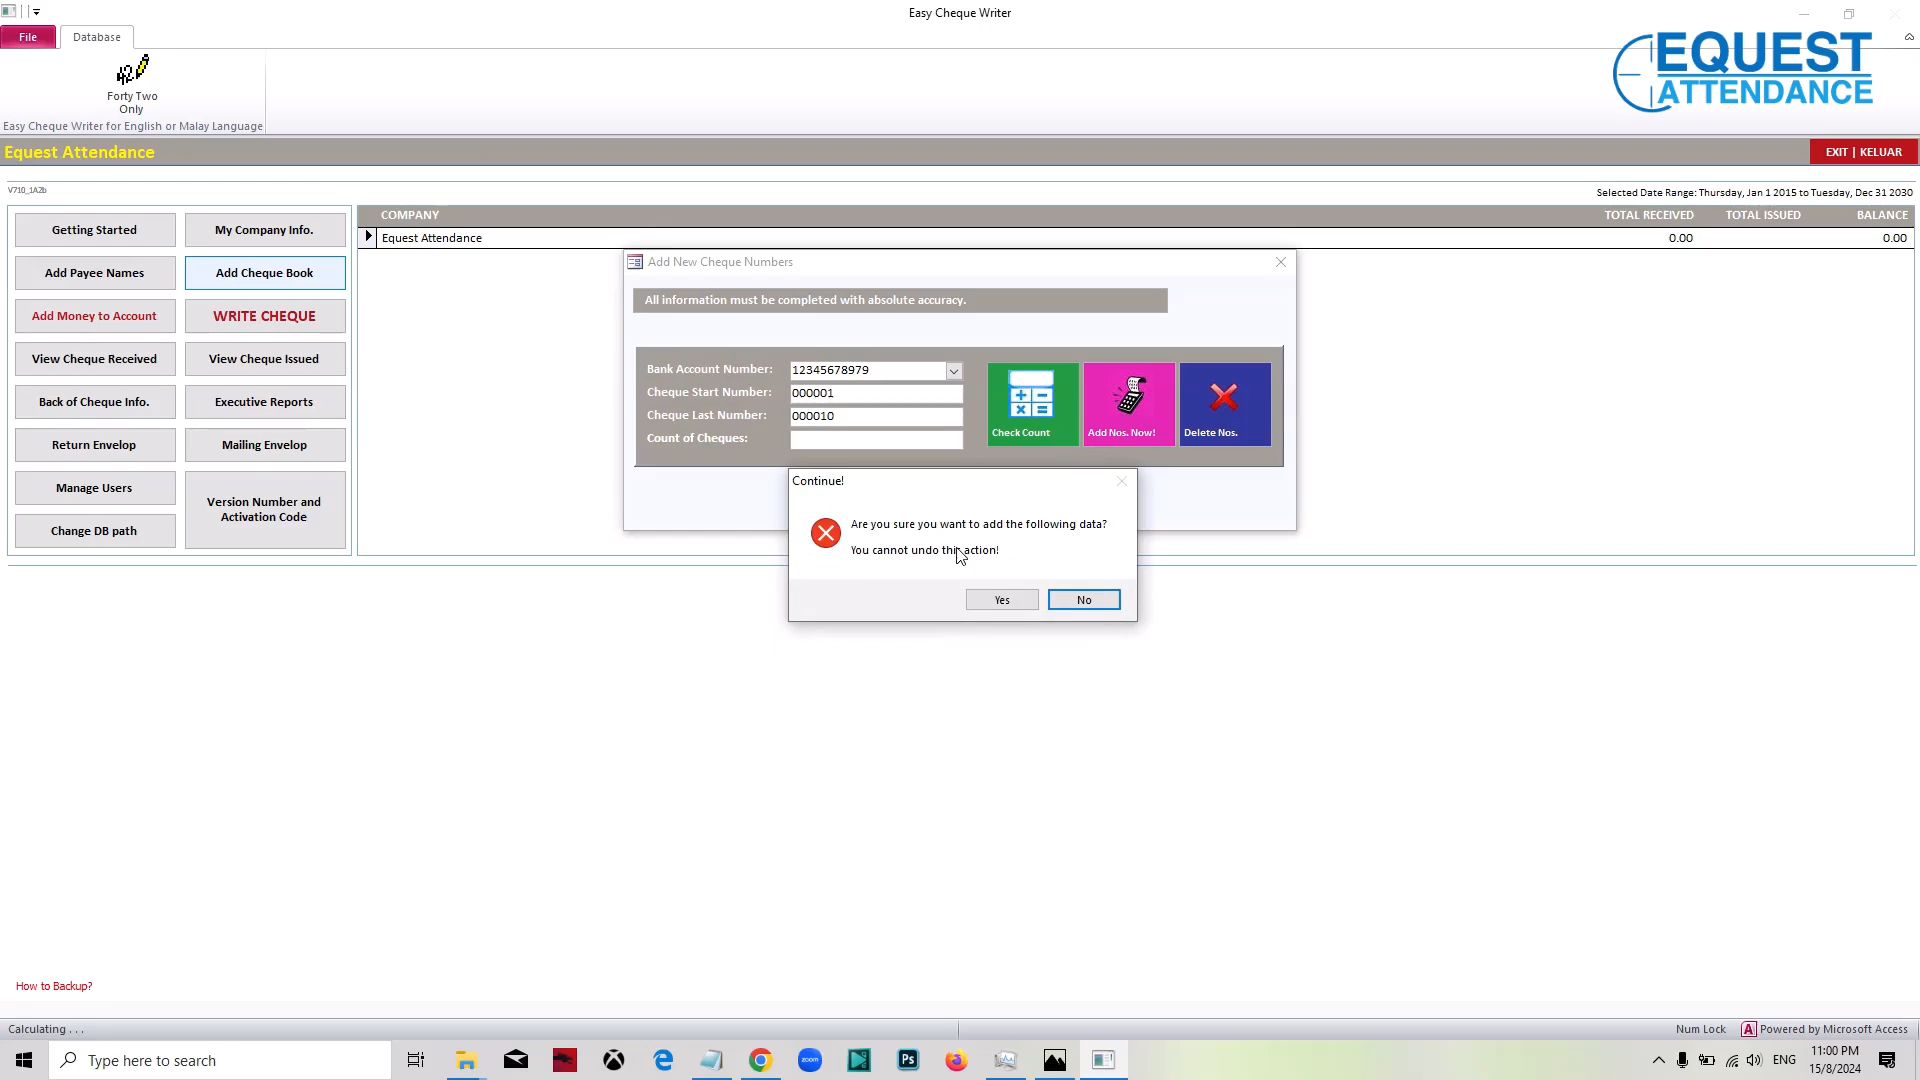 Easy Cheque Writer
File
Database
Forty Two
Only
Easy Cheque Writer for English or Malay Language
EQUEST
ATTENDANCE
Equest Attendance
EXIT | KELUAR
V710_1A2b
Selected Date Range: Thursday, Jan 1 2015 to Tuesday, Dec 31 2030
Getting Started
My Company Info.
Add Payee Names
Add Cheque Book
Add Money to Account
WRITE CHEQUE
View Cheque Received
View Cheque Issued
Back of Cheque Info.
Executive Reports
Return Envelop
Mailing Envelop
Manage Users
Version Number and
Activation Code
Change DB path
COMPANY
TOTAL RECEIVED
TOTAL ISSUED
BALANCE
Equest Attendance
0.00
0.00
Add New Cheque Numbers
All information must be completed with absolute accuracy.
Bank Account Number:
12345678979
Cheque Start Number:
000001
Cheque Last Number:
000010
Count of Cheques:
Check Count
Add Nos. Now!
Delete Nos.
Continue!
Are you sure you want to add the following data?
You cannot undo this action!
Yes
No
How to Backup?
Calculating . . .
Num Lock
A
Powered by Microsoft Access
Type here to search
zoom
Ps
ENG
11:00 PM
15/8/2024